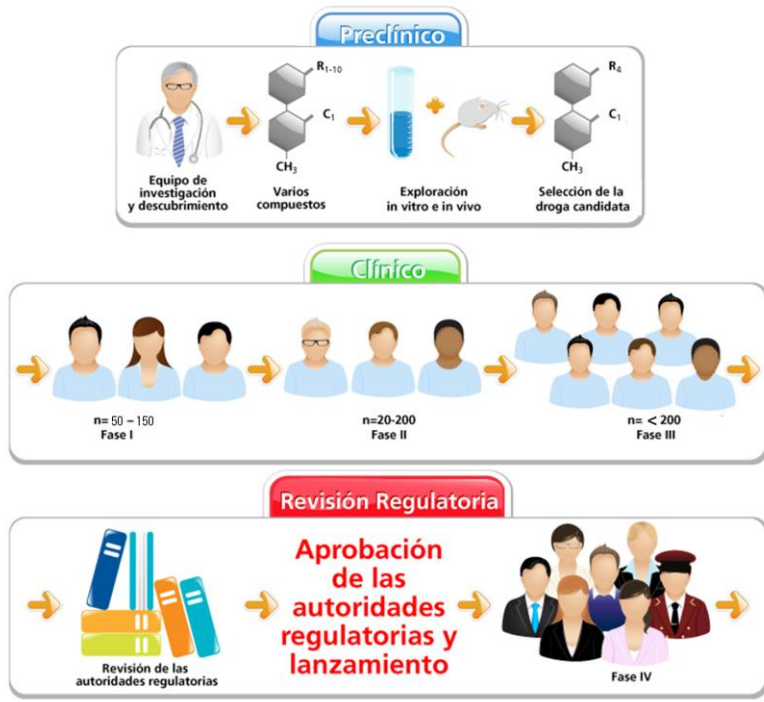 Preclínico
R1-10
C1
CH3
R4
C1
CH3
Equipo de
investigación
y descubrimiento
Varios
compuestos
Exploración
in vitro e in vivo
Selección de la
droga candidata
Clínico
n= 50 – 150
Fase I
n=20-200
Fase II
n= < 200
Fase III
Revisión Regulatoria
Revisión de las
autoridades regulatorias
Aprobación
de las
autoridades
regulatorias y
lanzamiento
Fase IV